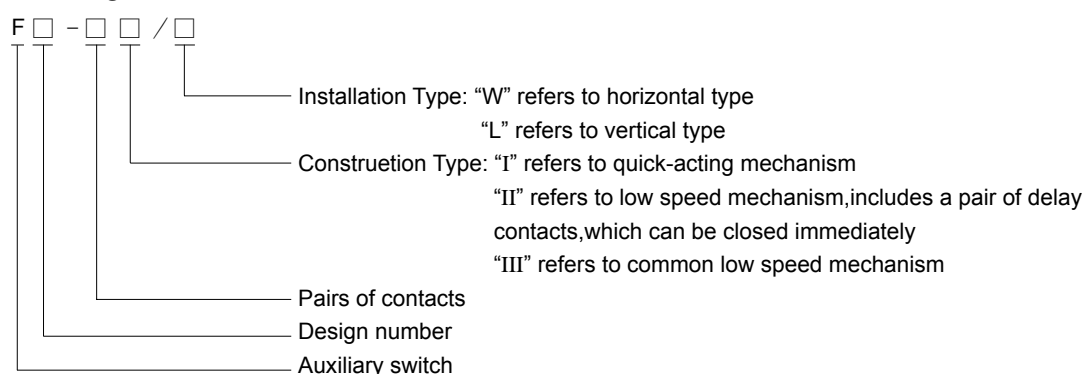 F □ - □ □ / □
Installation Type: “W” refers to horizontal type
“L” refers to vertical type
Construetion Type: “I” refers to quick-acting mechanism
“II” refers to low speed mechanism,includes a pair of delay
contacts,which can be closed immediately
“III” refers to common low speed mechanism
Pairs of contacts
Design number
Auxiliary switch